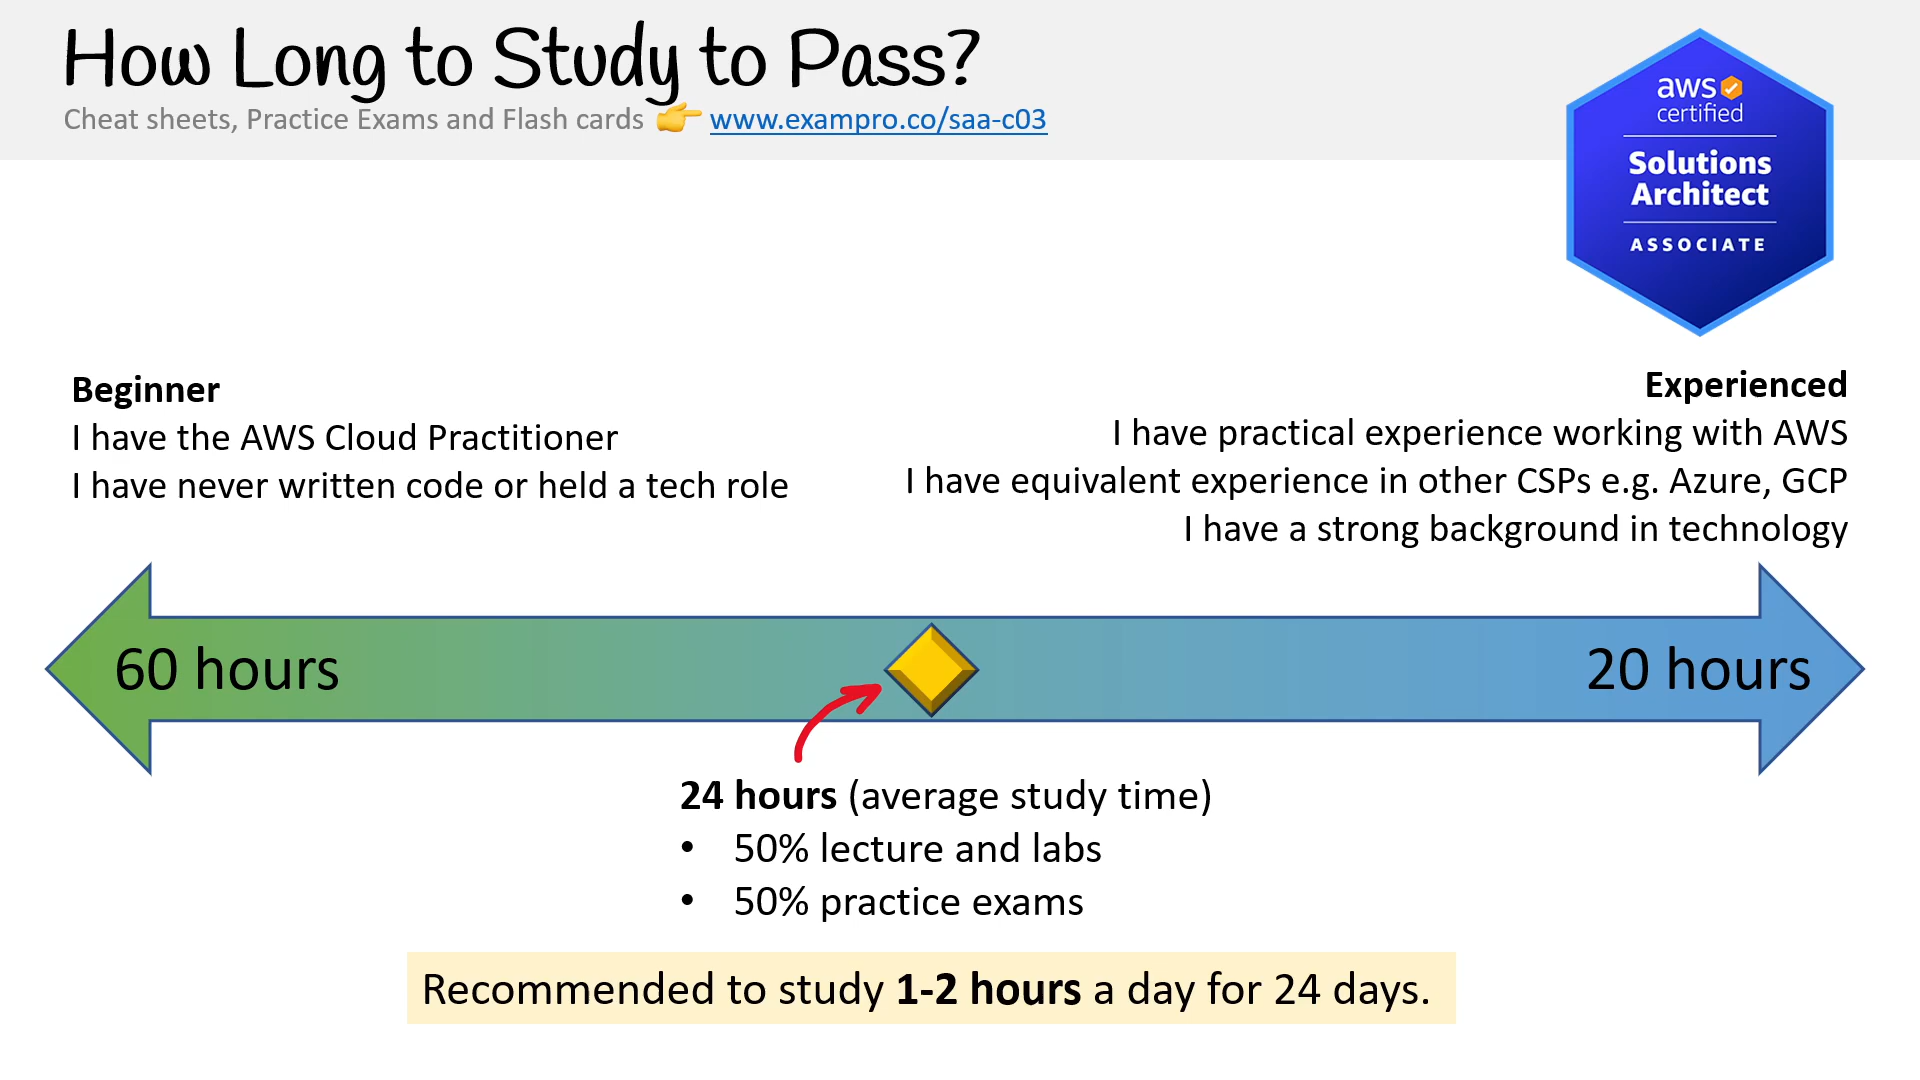 How Long to Study to Pass?
Cheat sheets, Practice Exams and Flash cards 👉 www.exampro.co/saa-c03
aws
certified
Solutions
Architect
ASSOCIATE
Beginner
I have the AWS Cloud Practitioner
I have never written code or held a tech role
Experienced
I have practical experience working with AWS
I have equivalent experience in other CSPs e.g. Azure, GCP
I have a strong background in technology
60 hours
20 hours
24 hours (average study time)
• 50% lecture and labs
• 50% practice exams
Recommended to study 1-2 hours a day for 24 days.